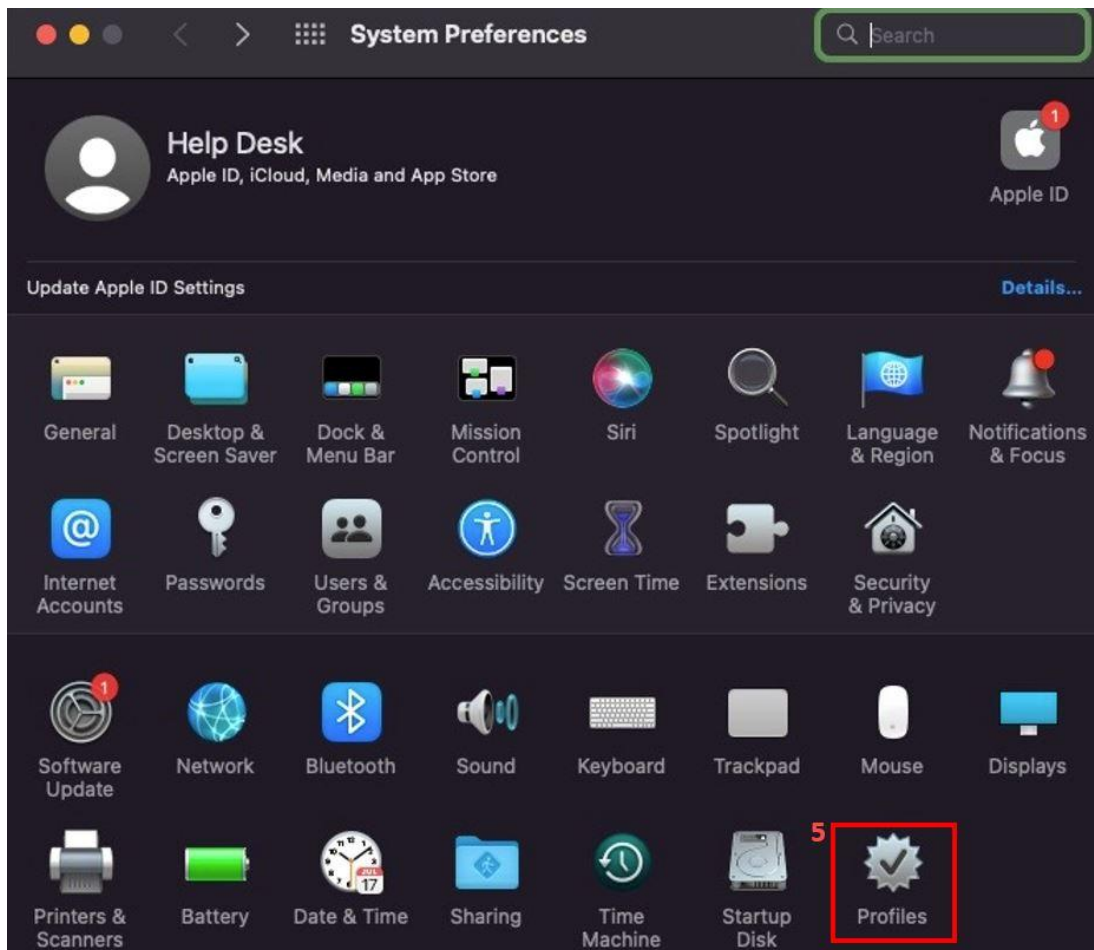 System Preferences
Search
1
Help Desk
Apple ID, iCloud, Media and App Store
Apple ID
Update Apple ID Settings
Details...
General
Desktop &
Screen Saver
Dock &
Menu Bar
Mission
Control
Siri
Spotlight
Language
& Region
Notifications
& Focus
Internet
Accounts
Passwords
Users &
Groups
Accessibility
Screen Time
Extensions
Security
& Privacy
1
Software
Update
Network
Bluetooth
Sound
Keyboard
Trackpad
Mouse
Displays
5
JUL
17
Printers &
Scanners
Battery
Date & Time
Sharing
Time
Machine
Startup
Disk
Profiles